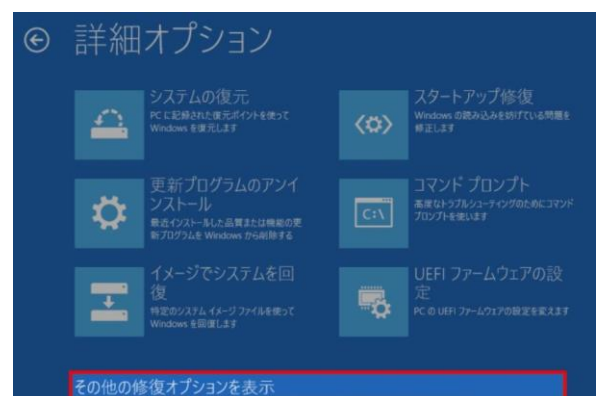 詳細オプション
システムの復元
PC に記録された復元ポイントを使って
Windows を復元します
スタートアップ修復
Windows の読み込みを妨げている問題を
修正します
更新プログラムのアンイ
ンストール
最近インストールした品質または機能の更
新プログラムを Windows から削除する
コマンド プロンプト
高度なトラブルシューティングのためにコマンド
プロンプトを使います
C:\
イメージでシステムを回
復
特定のシステム イメージ ファイルを使って
Windows を回復します
UEFI ファームウェアの設
定
PC の UEFI ファームウェアの設定を変えます
その他の修復オプションを表示